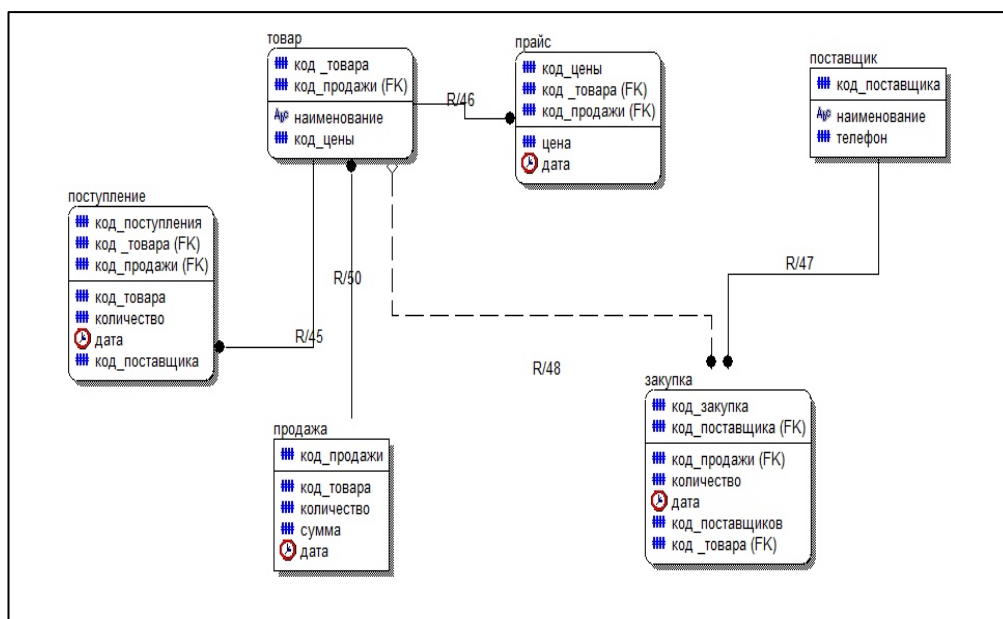 товар
код _товара
код_продажи (FK)
наименование
код_цены
прайс
код_цены
код _товара (FK)
код_продажи (FK)
цена
дата
поставщик
код_поставщика
наименование
телефон
R/46
поступление
код_поступления
код _товара (FK)
код_продажи (FK)
код_товара
количество
дата
код_поставщика
R/45
R/50
R/47
R/48
продажа
код_продажи
код_товара
количество
сумма
дата
закупка
код_закупка
код_поставщика (FK)
код_продажи (FK)
количество
дата
код_поставщиков
код _товара (FK)